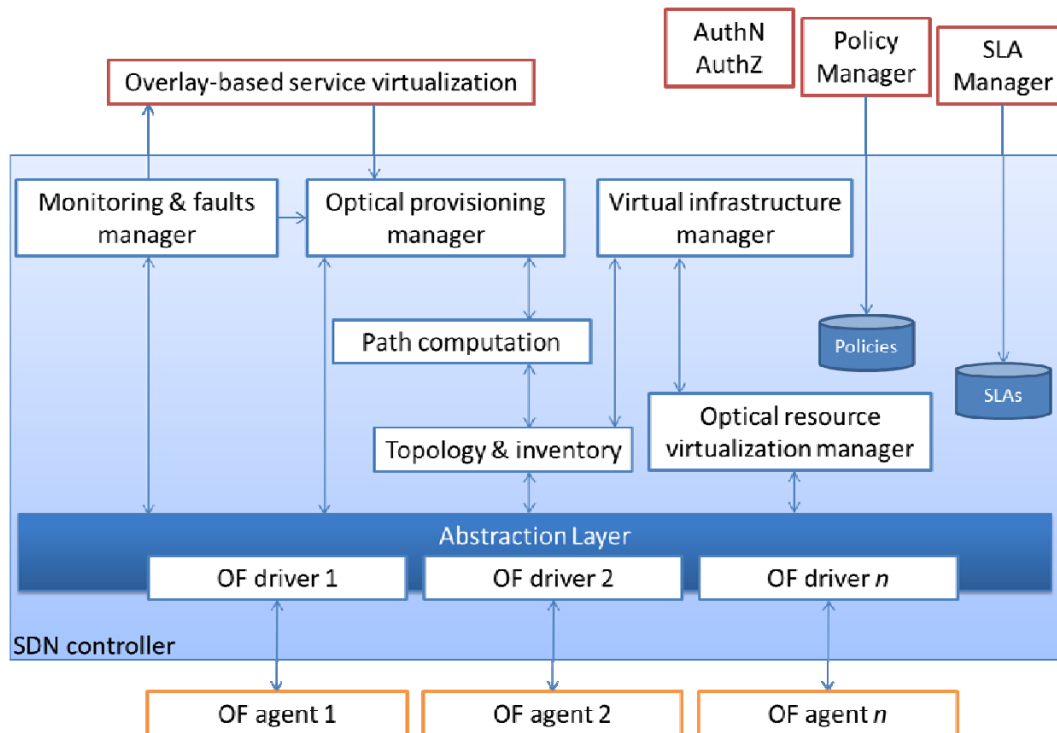 AuthN
AuthZ
Policy
Manager
SLA
Manager
Overlay-based service virtualization
Monitoring & faults
manager
Optical provisioning
manager
Virtual infrastructure
manager
Path computation
Policies
SLAs
Topology & inventory
Optical resource
virtualization manager
Abstraction Layer
OF driver 1
OF driver 2
OF driver n
SDN controller
OF agent 1
OF agent 2
OF agent n